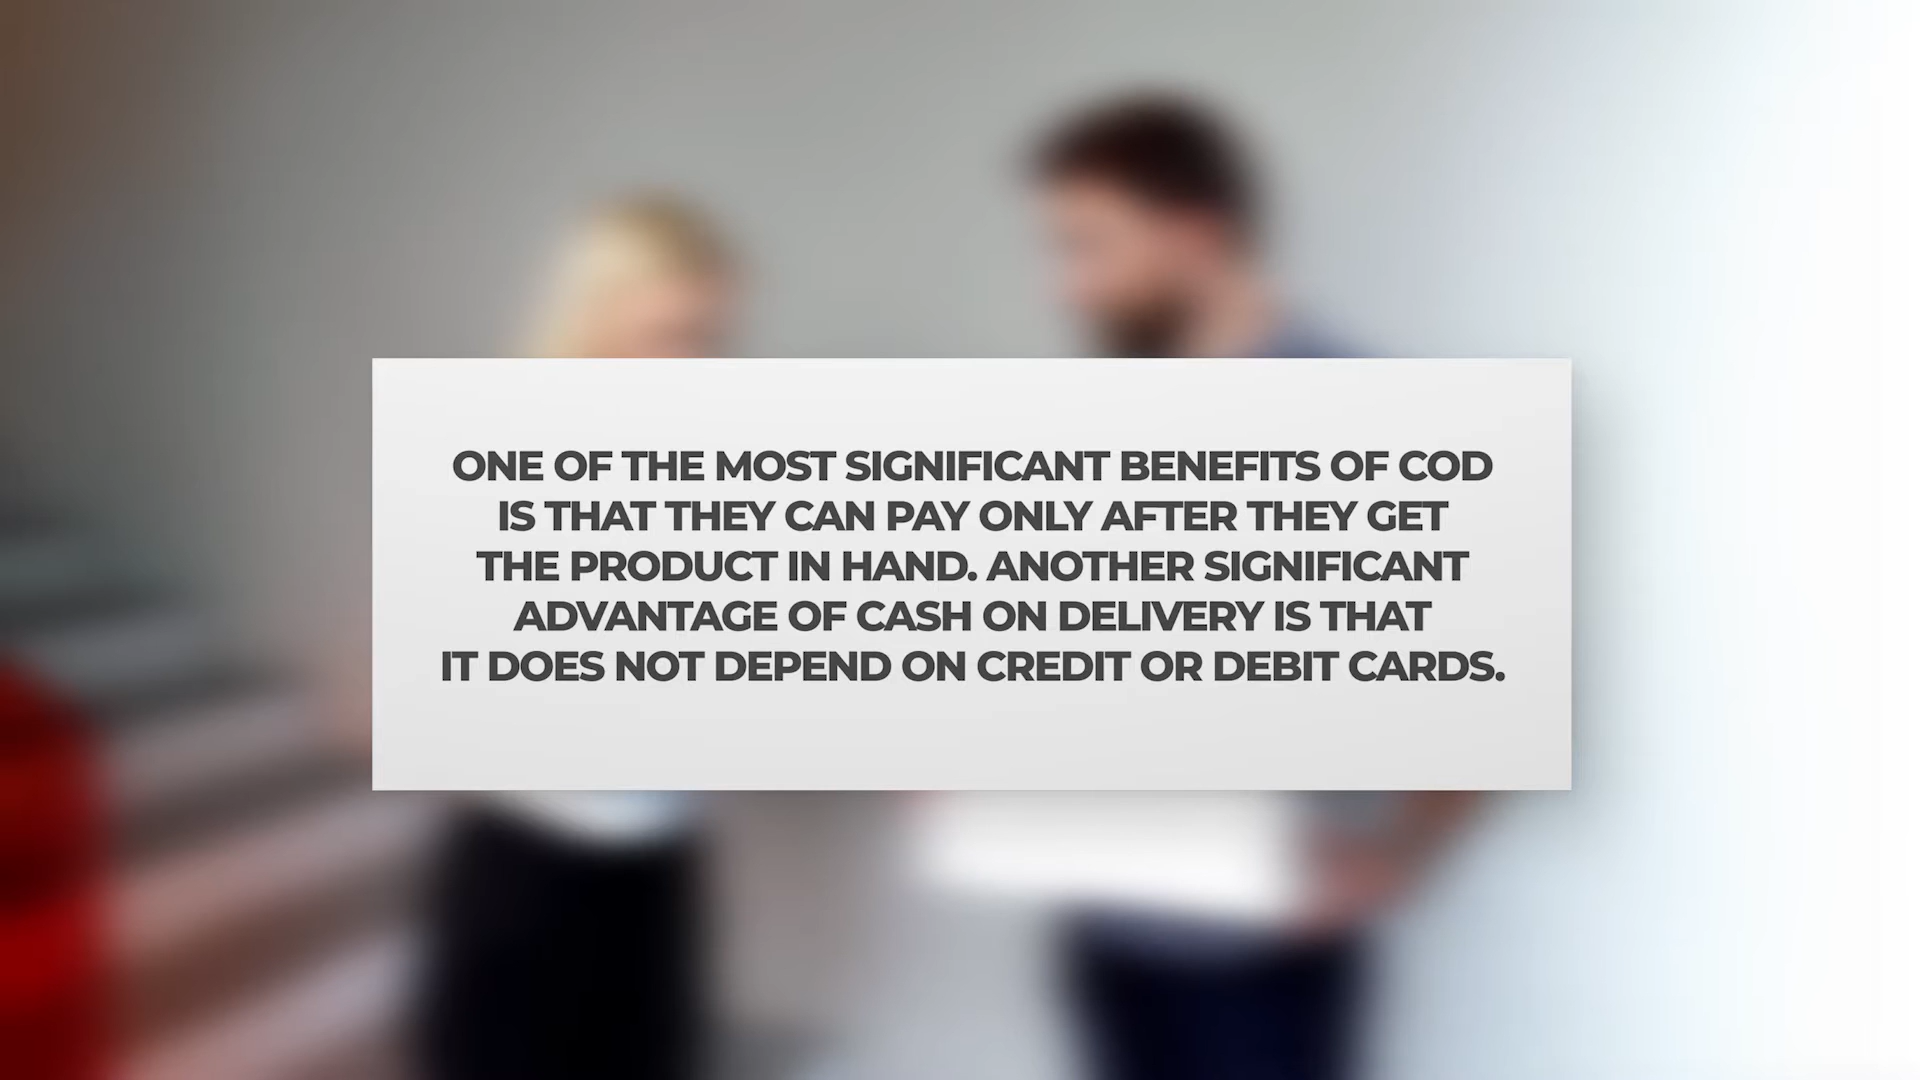 ONE OF THE MOST SIGNIFICANT BENEFITS OF COD
IS THAT THEY CAN PAY ONLY AFTER THEY GET
THE PRODUCT IN HAND. ANOTHER SIGNIFICANT
ADVANTAGE OF CASH ON DELIVERY IS THAT
IT DOES NOT DEPEND ON CREDIT OR DEBIT CARDS.